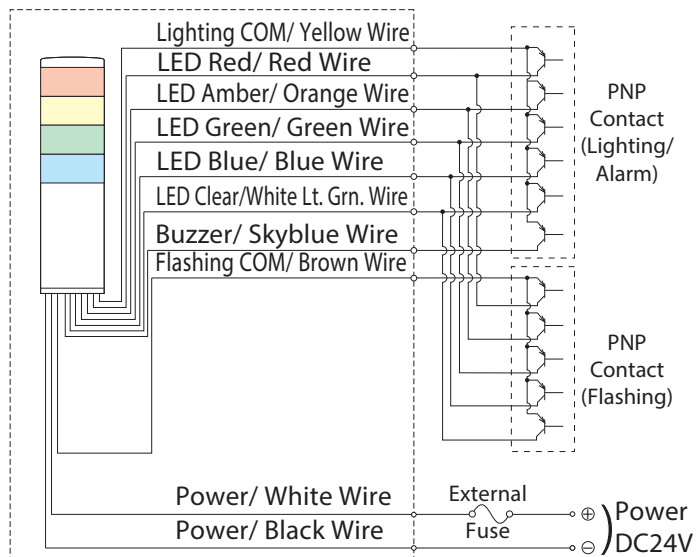 Lighting COM/ Yellow Wire
LED Red/ Red Wire
LED Amber/ Orange Wire
LED Green/ Green Wire
LED Blue/ Blue Wire
LED Clear/White Lt. Grn. Wire
Buzzer/ Skyblue Wire
Flashing COM/ Brown Wire
PNP
Contact
(Lighting/
Alarm)
PNP
Contact
(Flashing)
Power/ White Wire
Power/ Black Wire
External
Fuse
⊕
⊖
Power
DC24V